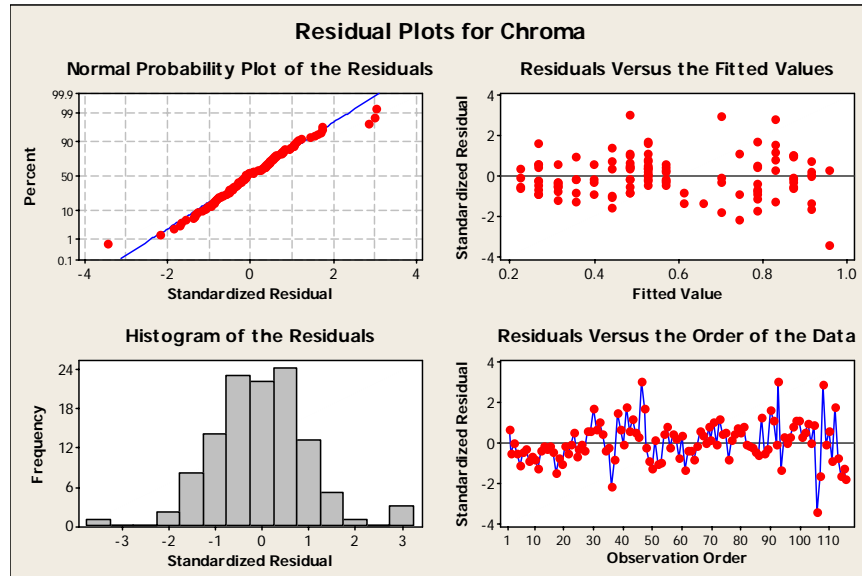 Residual Plots for Chroma
Normal Probability Plot of the Residuals
99.9
99
90
50
10
1
0.1
Percent
-4 -2 0 2 4
Standardized Residual
Residuals Versus the Fitted Values
4
2
0
-2
-4
Standardized Residual
0.2 0.4 0.6 0.8 1.0
Fitted Value
Histogram of the Residuals
24
18
12
6
0
Frequency
-3 -2 -1 0 1 2 3
Standardized Residual
Residuals Versus the Order of the Data
4
2
0
-2
-4
Standardized Residual
1 10 20 30 40 50 60 70 80 90 100 110
Observation Order